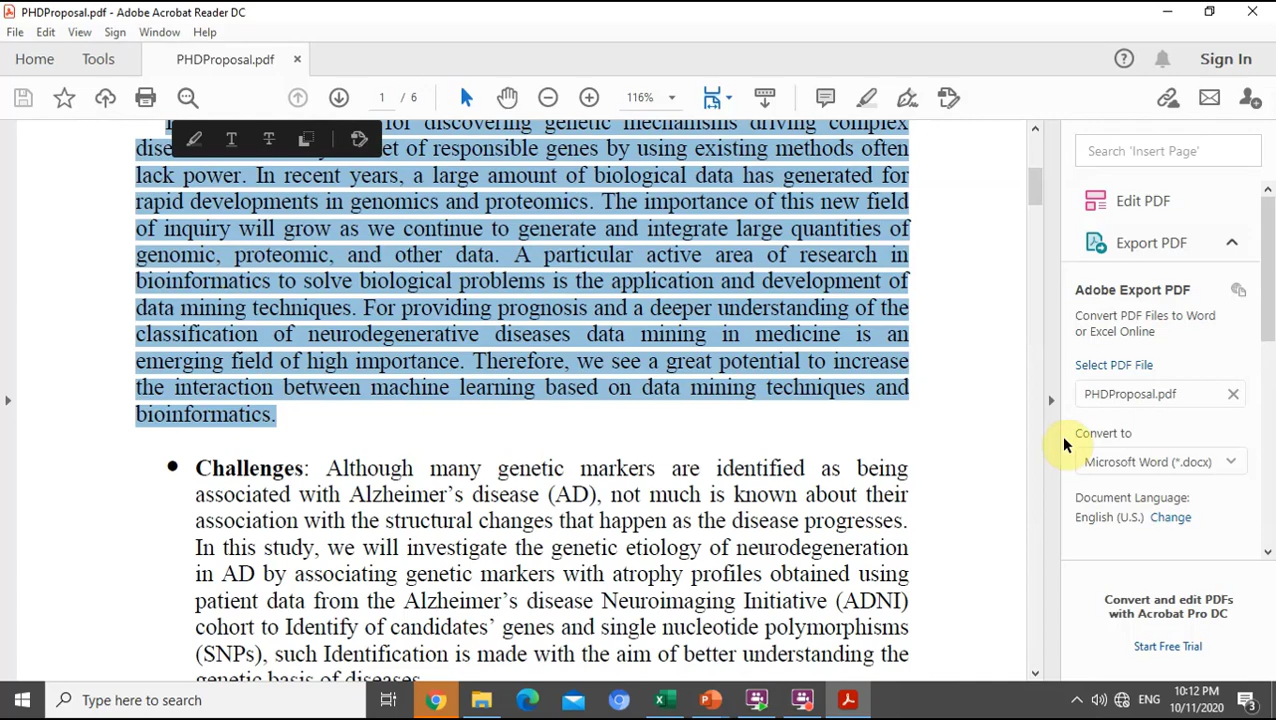 PHDProposal.pdf - Adobe Acrobat Reader DC
File Edit View Sign Window Help
Home Tools PHDProposal.pdf × Sign In
1 / 6 116%
for discovering genetic mechanisms driving complex
dise et of responsible genes by using existing methods often
lack power. In recent years, a large amount of biological data has generated for
rapid developments in genomics and proteomics. The importance of this new field
of inquiry will grow as we continue to generate and integrate large quantities of
genomic, proteomic, and other data. A particular active area of research in
bioinformatics to solve biological problems is the application and development of
data mining techniques. For providing prognosis and a deeper understanding of the
classification of neurodegenerative diseases data mining in medicine is an
emerging field of high importance. Therefore, we see a great potential to increase
the interaction between machine learning based on data mining techniques and
bioinformatics.
• Challenges: Although many genetic markers are identified as being
associated with Alzheimer’s disease (AD), not much is known about their
association with the structural changes that happen as the disease progresses.
In this study, we will investigate the genetic etiology of neurodegeneration
in AD by associating genetic markers with atrophy profiles obtained using
patient data from the Alzheimer’s disease Neuroimaging Initiative (ADNI)
cohort to Identify of candidates’ genes and single nucleotide polymorphisms
(SNPs), such Identification is made with the aim of better understanding the
genetic basis of diseases.
Search 'Insert Page'
Edit PDF
Export PDF
Adobe Export PDF
Convert PDF Files to Word
or Excel Online
Select PDF File
PHDProposal.pdf
Convert to
Microsoft Word (*.docx)
Document Language:
English (U.S.) Change
Convert and edit PDFs
with Acrobat Pro DC
Start Free Trial
Type here to search
ENG
10:12 PM
10/11/2020
3